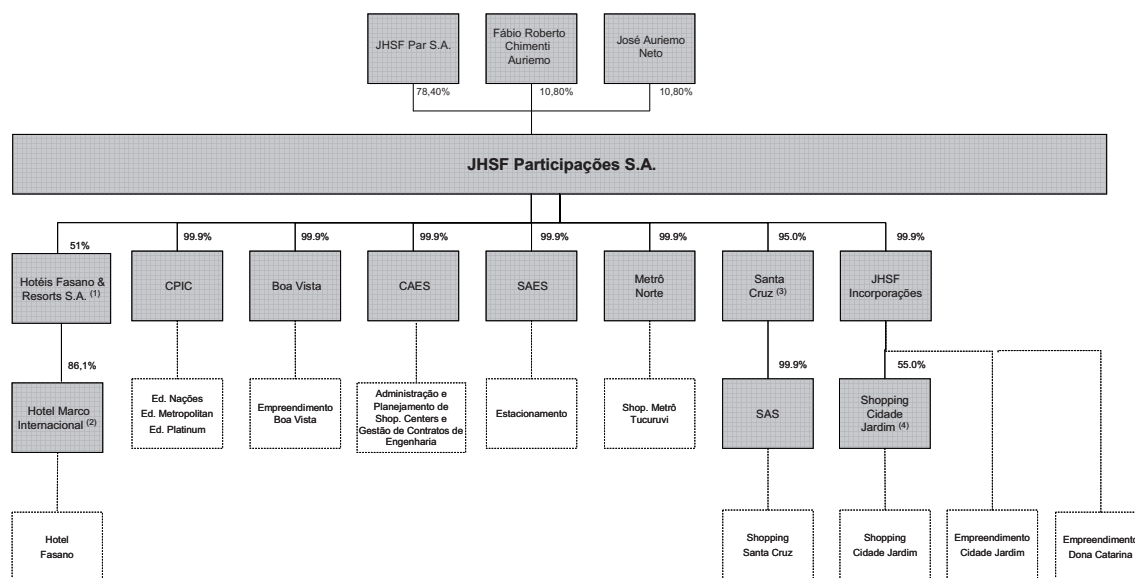 JHSF Par S.A.
Fábio Roberto
Chimenti
Auriemo
José Auriemo
Neto
78,40%
10,80%
10,80%
JHSF Participações S.A.
51%
99.9%
99.9%
99.9%
99.9%
99.9%
95.0%
99.9%
Hotéis Fasano &
Resorts S.A. (1)
CPIC
Boa Vista
CAES
SAES
Metrô
Norte
Santa
Cruz (3)
JHSF
Incorporações
86,1%
99.9%
55.0%
Hotel Marco
Internacional (2)
Ed. Nações
Ed. Metropolitan
Ed. Platinum
Empreendimento
Boa Vista
Administração e
Planejamento de
Shop. Centers e
Gestão de Contratos de
Engenharia
Estacionamento
Shop. Metrô
Tucuruvi
SAS
Shopping
Cidade
Jardim (4)
Hotel
Fasano
Shopping
Santa Cruz
Shopping
Cidade Jardim
Empreendimento
Cidade Jardim
Empreendimento
Dona Catarina